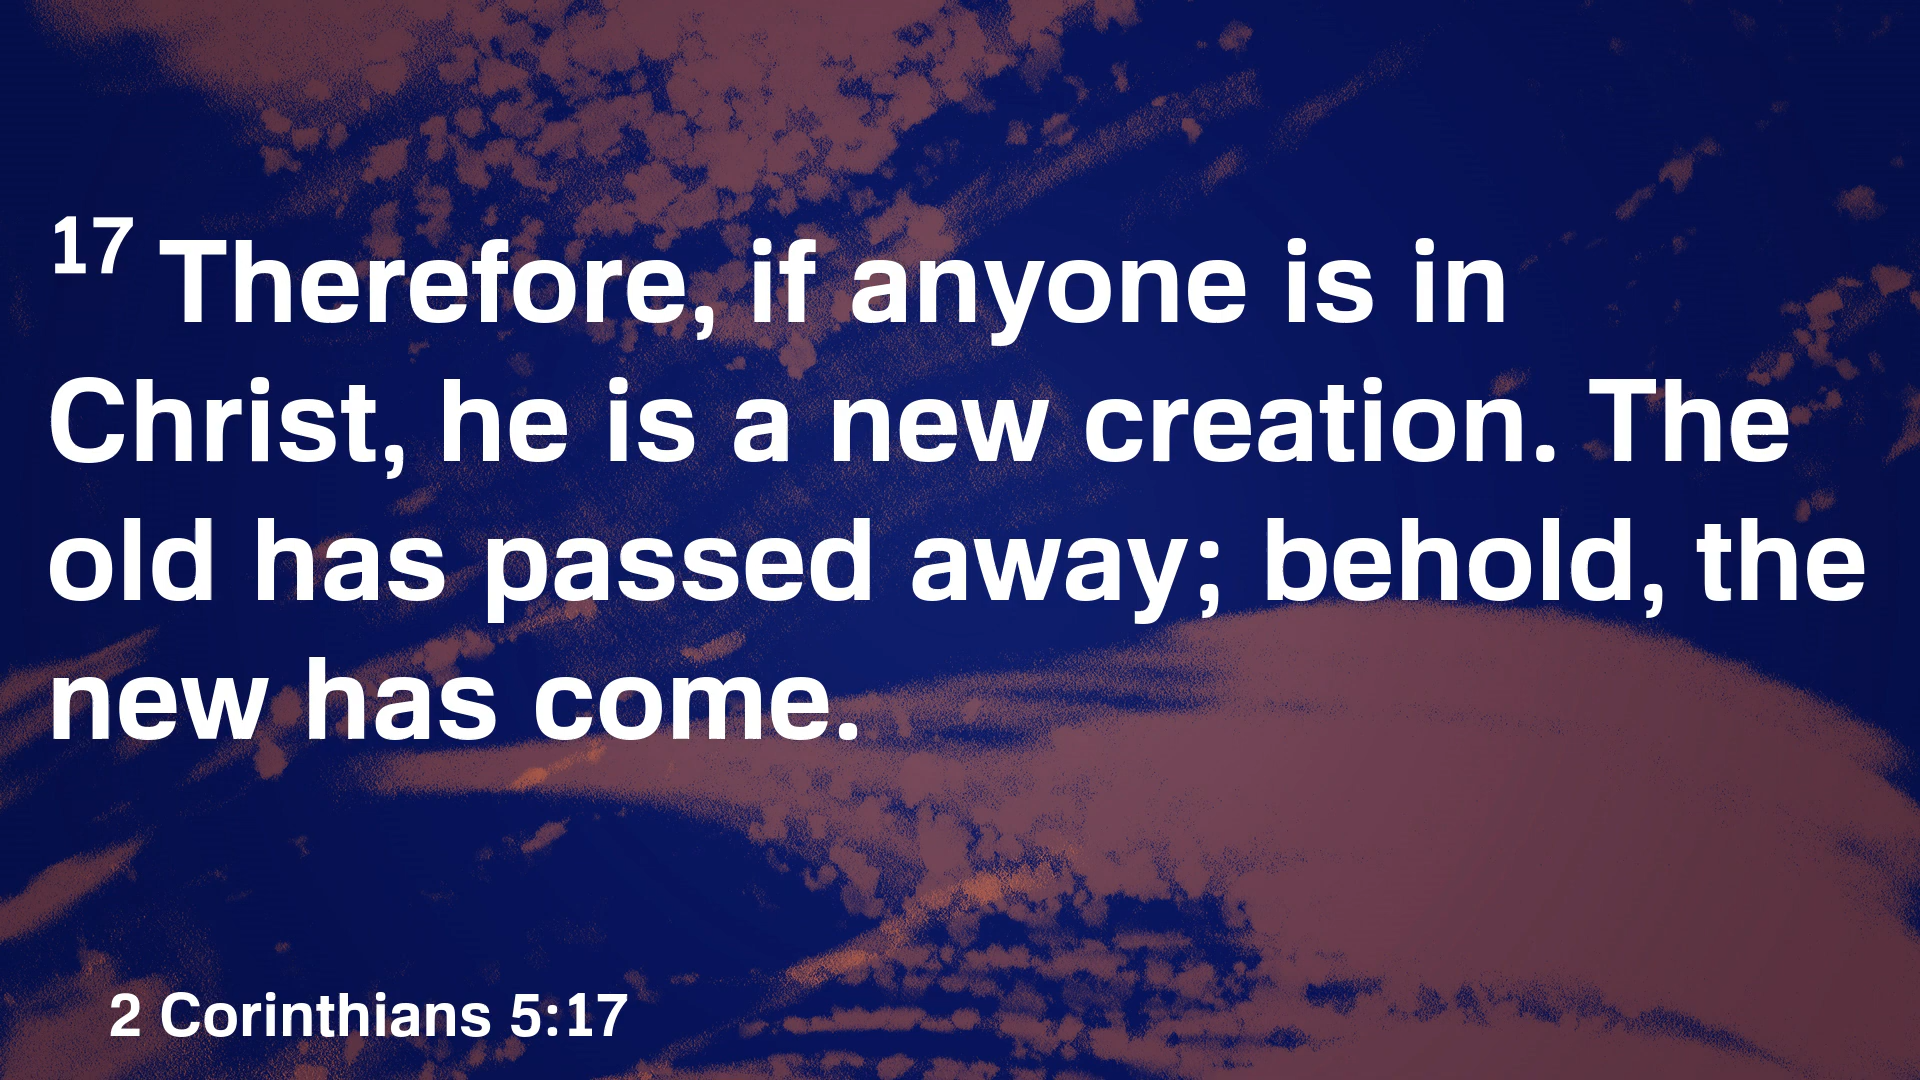 17 Therefore, if anyone is in
Christ, he is a new creation. The
old has passed away; behold, the
new has come.
2 Corinthians 5:17